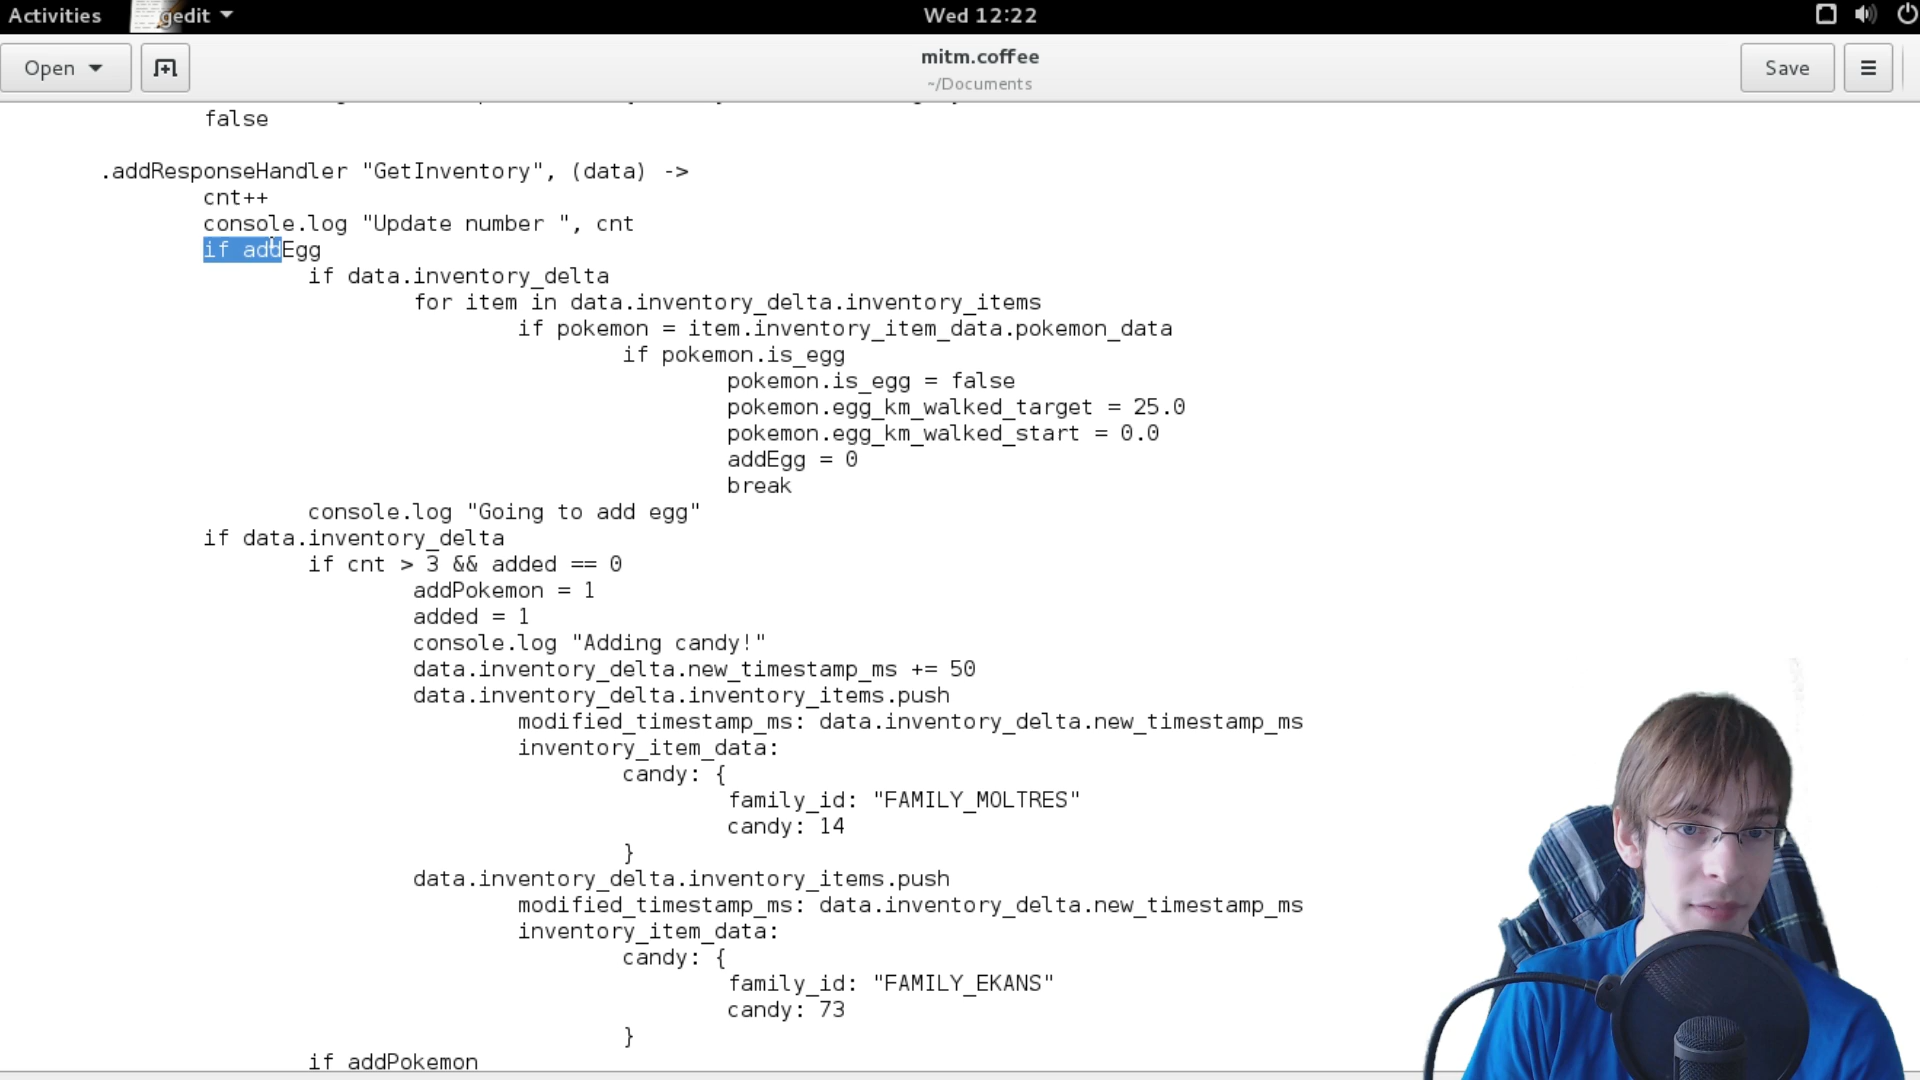 Activities gedit Wed 12:22
Open mitm.coffee Save
~/Documents
false
.addResponseHandler "GetInventory", (data) ->
cnt++
console.log "Update number ", cnt
if addEgg
if data.inventory_delta
for item in data.inventory_delta.inventory_items
if pokemon = item.inventory_item_data.pokemon_data
if pokemon.is_egg
pokemon.is_egg = false
pokemon.egg_km_walked_target = 25.0
pokemon.egg_km_walked_start = 0.0
addEgg = 0
break
console.log "Going to add egg"
if data.inventory_delta
if cnt > 3 && added == 0
addPokemon = 1
added = 1
console.log "Adding candy!"
data.inventory_delta.new_timestamp_ms += 50
data.inventory_delta.inventory_items.push
modified_timestamp_ms: data.inventory_delta.new_timestamp_ms
inventory_item_data:
candy: {
family_id: "FAMILY_MOLTRES"
candy: 14
}
data.inventory_delta.inventory_items.push
modified_timestamp_ms: data.inventory_delta.new_timestamp_ms
inventory_item_data:
candy: {
family_id: "FAMILY_EKANS"
candy: 73
}
if addPokemon